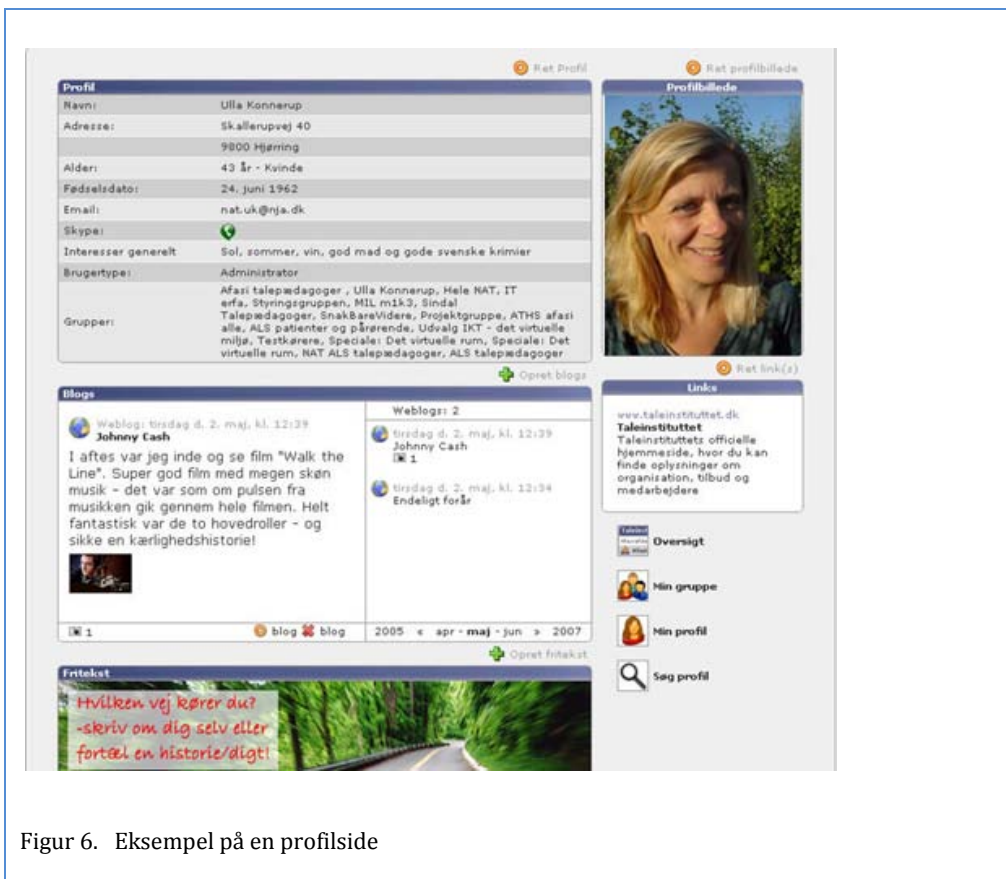 Ret Profil
Ret profilbillede
Profil
Navn: Ulla Konnerup
Adresse: Skallerupvej 40
9800 Hjørring
Alder: 43 år - Kvinde
Fødselsdato: 24. juni 1962
Email: nat.uk@nja.dk
Skype:
Interesser generelt Sol, sommer, vin, god mad og gode svenske krimier
Brugertype: Administrator
Grupper: Afasi talepædagoger , Ulla Konnerup, Hele NAT, IT
erfa, Styringsgruppen, MIL m1k3, Sindal
Talepædagoger, SnakBareVidere, Projektgruppe, ATHS afasi
alle, ALS patienter og pårørende, Udvalg IKT - det virtuelle
miljø, Testkørere, Speciale: Det virtuelle rum, Speciale: Det
virtuelle rum, NAT ALS talepædagoger, ALS talepædagoger
Profilbillede
Opret blogs
Blogs
Weblog: tirsdag d. 2. maj, kl. 12:39
Johnny Cash
I aftes var jeg inde og se film "Walk the
Line". Super god film med megen skøn
musik - det var som om pulsen fra
musikken gik gennem hele filmen. Helt
fantastisk var de to hovedroller - og
sikke en kærlighedshistorie!
1
blog blog
Weblogs: 2
tirsdag d. 2. maj, kl. 12:39
Johnny Cash
1
tirsdag d. 2. maj, kl. 12:34
Endeligt forår
2005 « apr - maj - jun » 2007
Ret link(s)
Links
www.taleinstituttet.dk
Taleinstituttet
Taleinstituttets officielle
hjemmeside, hvor du kan
finde oplysninger om
organisation, tilbud og
medarbejdere
Oversigt
Min gruppe
Min profil
Søg profil
Opret fritekst
Fritekst
Hvilken vej kører du?
-skriv om dig selv eller
fortæl en historie/digt!
Figur 6. Eksempel på en profilside